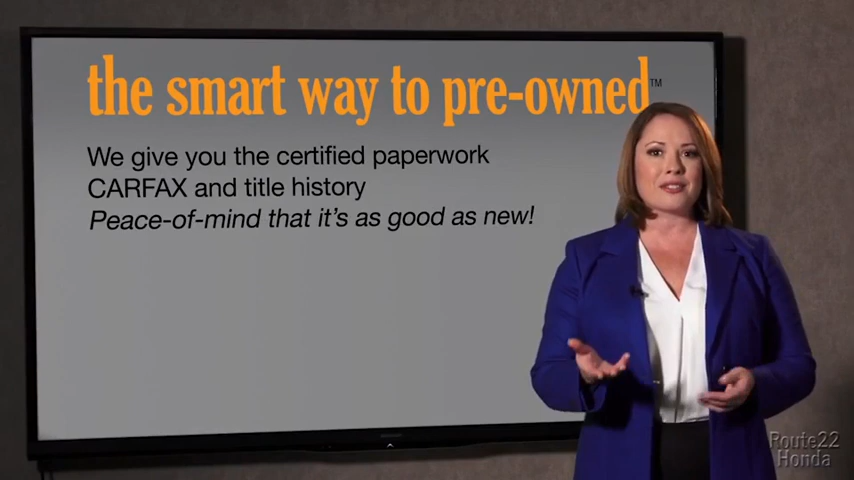 the smart way to pre-owned™
We give you the certified paperwork
CARFAX and title history
Peace-of-mind that it's as good as new!
Route22
Honda